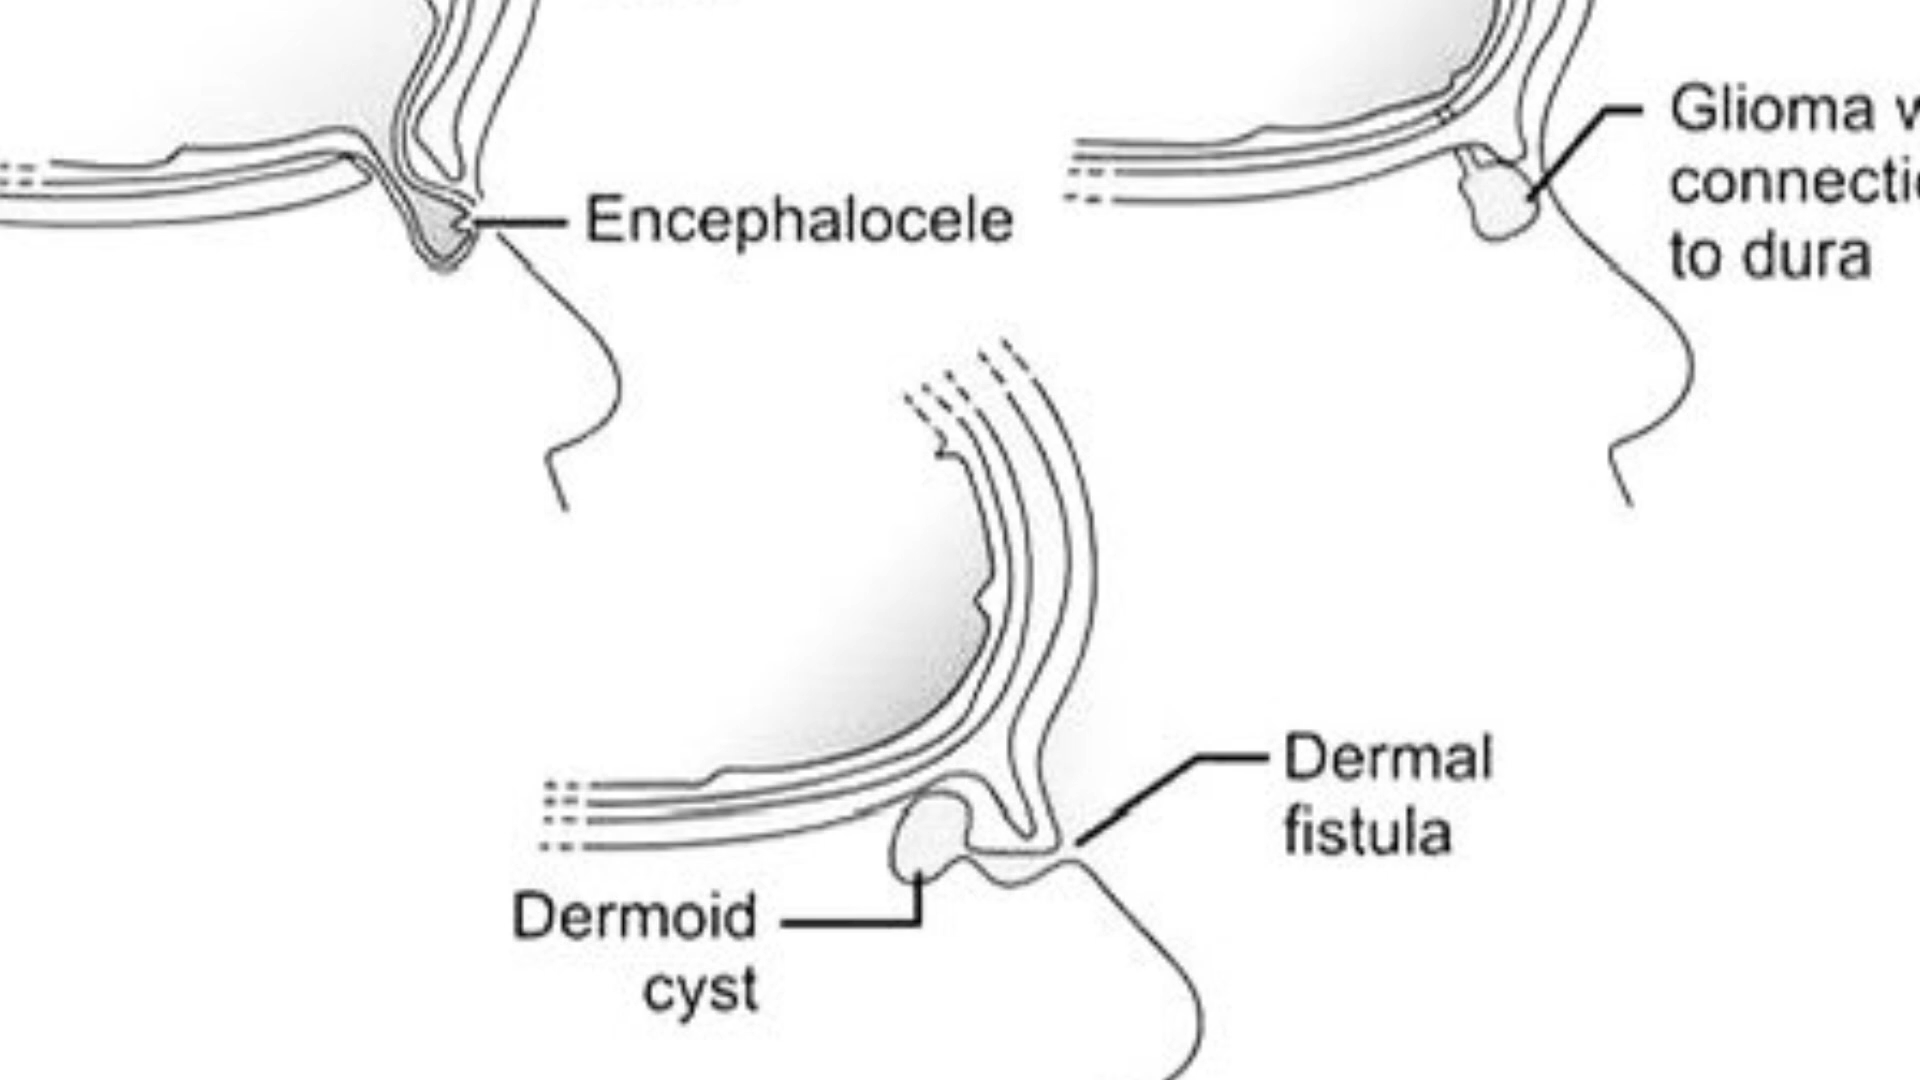 Encephalocele
Glioma
to dura
Dermal
fistula
Dermoid
cyst